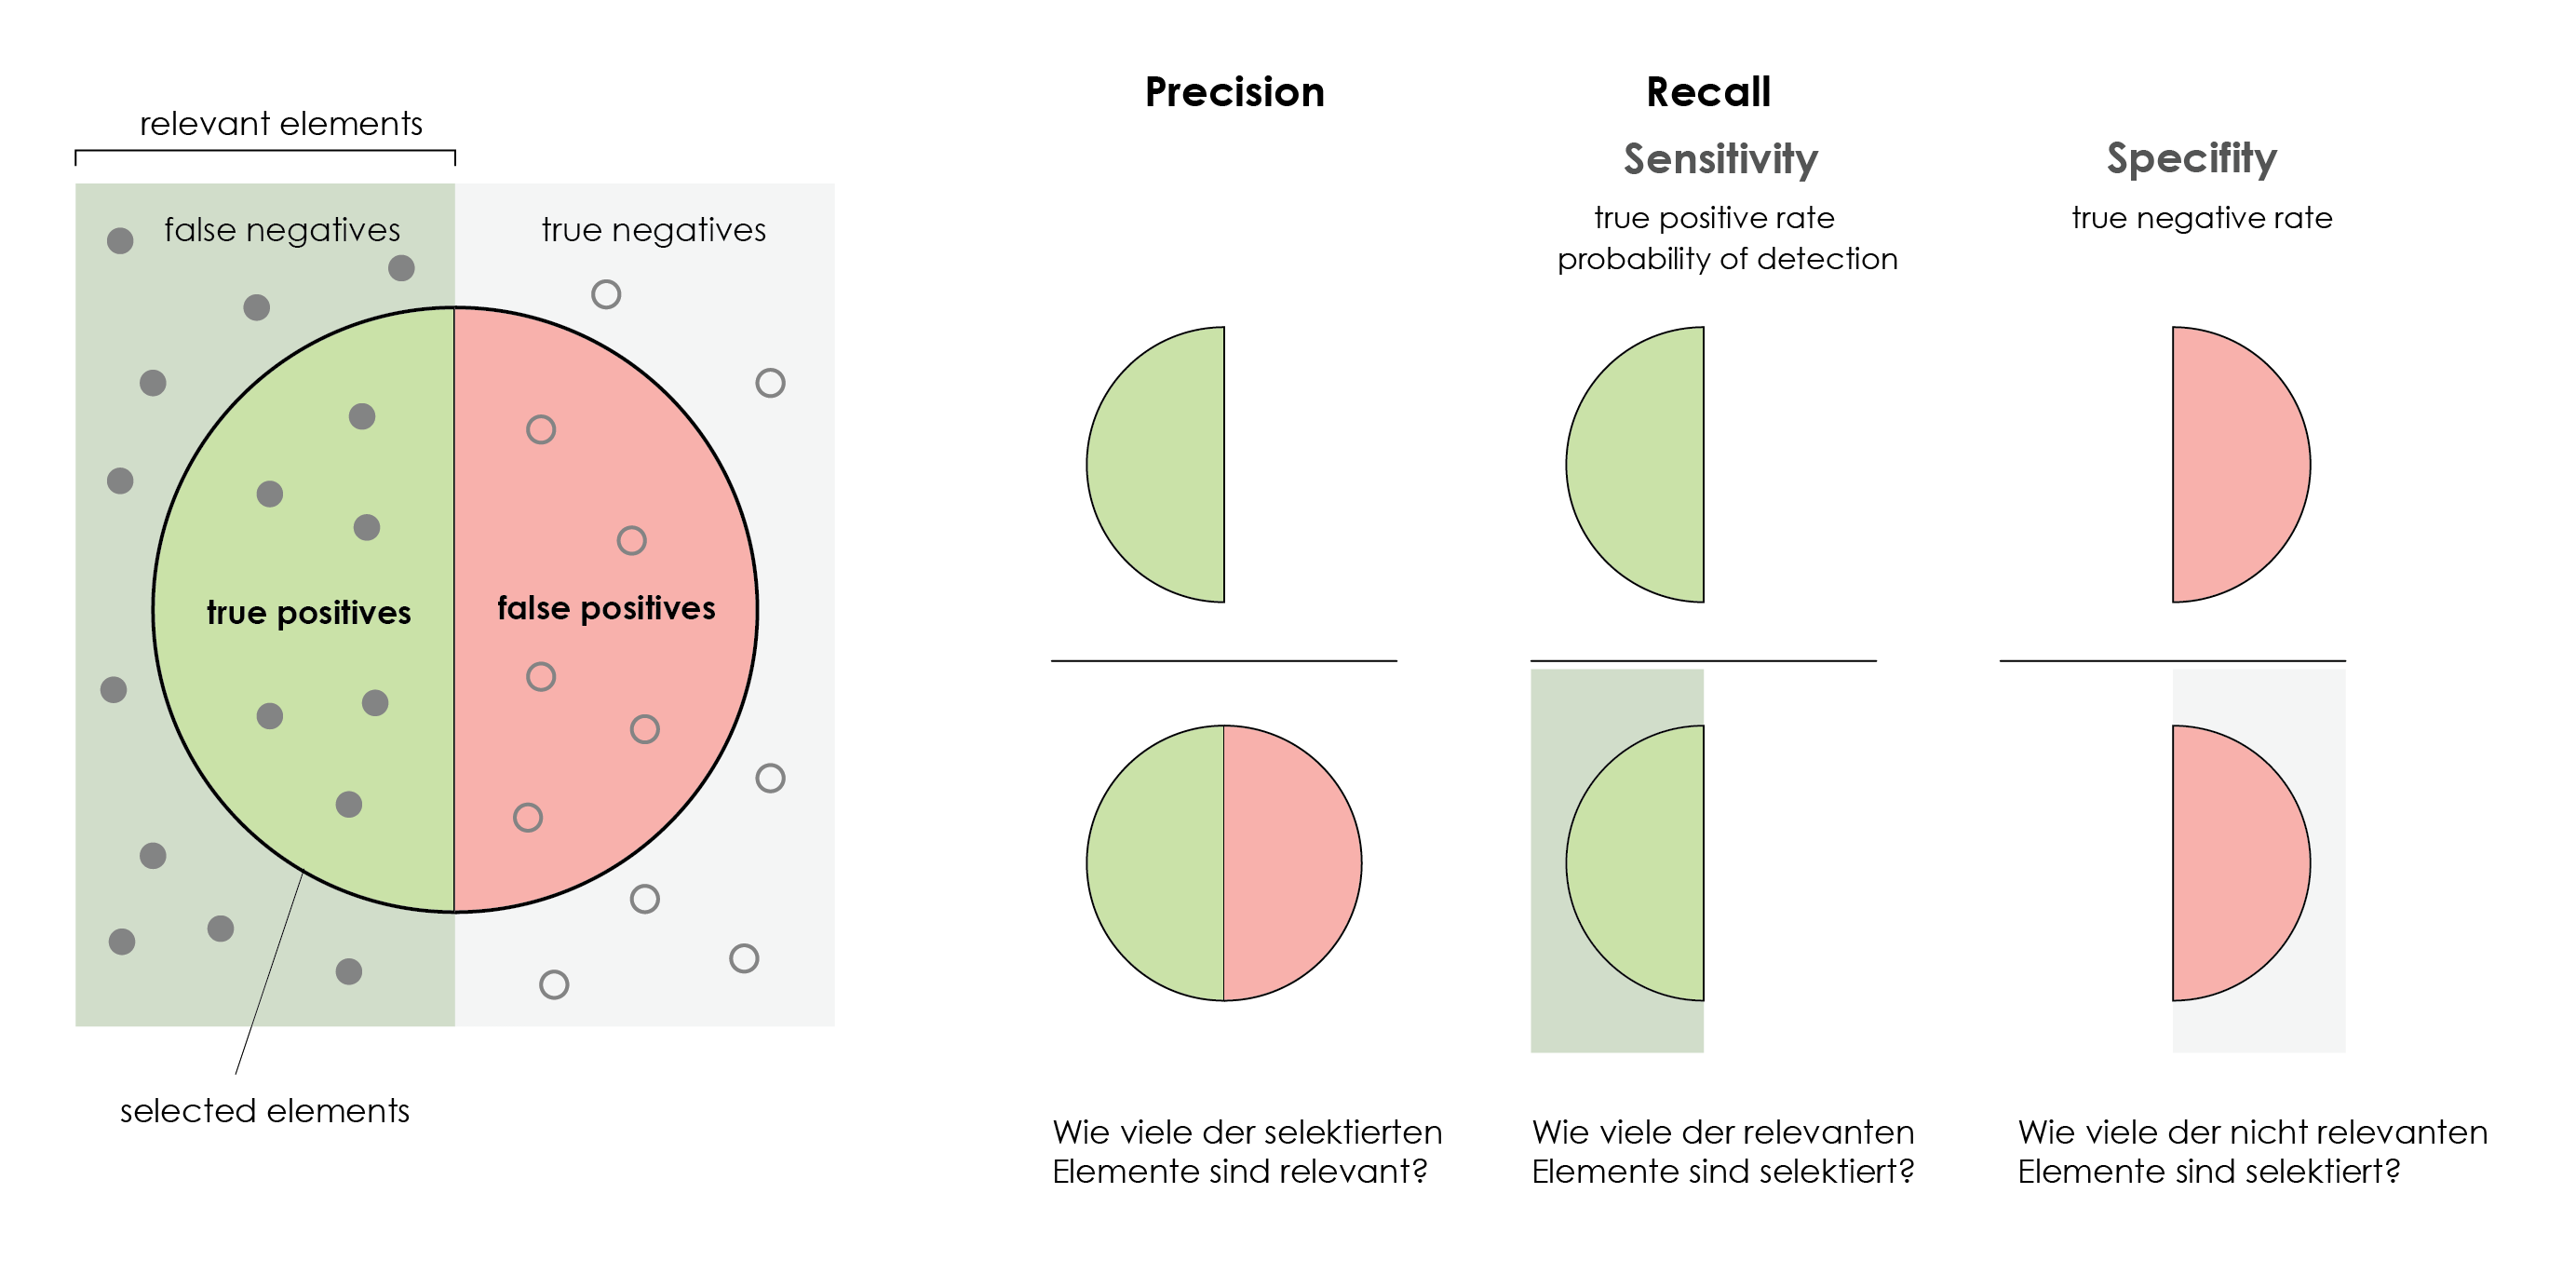 relevant elements
false negatives
true negatives
true positives
false positives
selected elements
Precision
Recall
Sensitivity
true positive rate
probability of detection
Specifity
true negative rate
Wie viele der selektierten
Elemente sind relevant?
Wie viele der relevanten
Elemente sind selektiert?
Wie viele der nicht relevanten
Elemente sind selektiert?